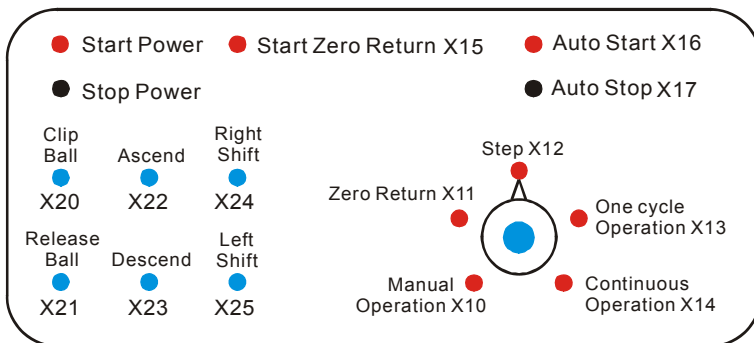 Start Power
Start Zero Return X15
Auto Start X16
Stop Power
Auto Stop X17
Clip
Ball
X20
Ascend
X22
Right
Shift
X24
Release
Ball
X21
Descend
X23
Left
Shift
X25
Step X12
Zero Return X11
One cycle
Operation X13
Manual
Operation X10
Continuous
Operation X14